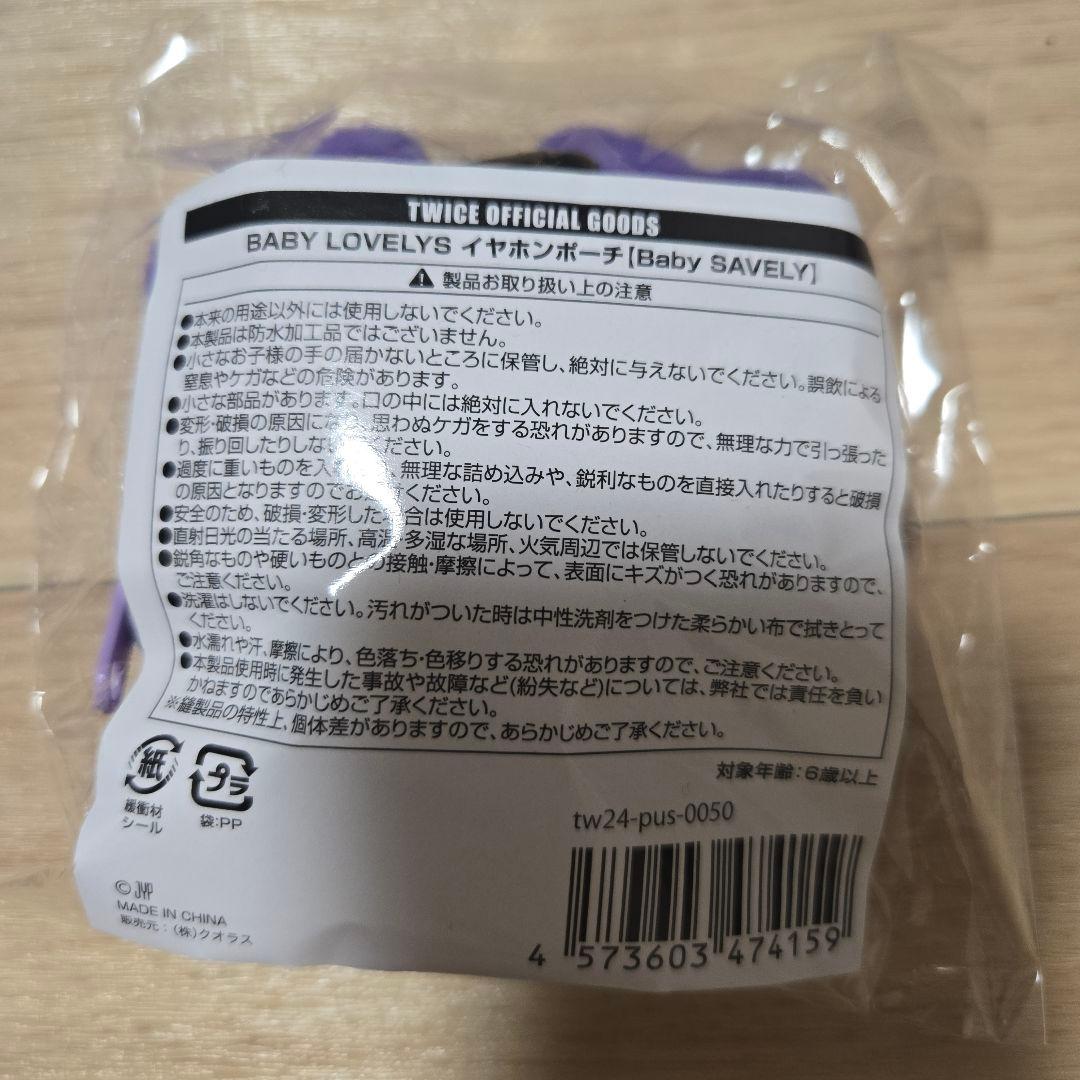 TWICE OFFICIAL GOODS
BABY LOVELYS イヤホンポーチ【Baby SAVELY】
⚠ 製品お取り扱い上の注意
●本来の用途以外には使用しないでください。
●本製品は防水加工品ではございません。
●小さなお子様の手の届かないところに保管し、絶対に与えないでください。誤飲による
窒息やケガなどの危険があります。
●小さな部品があります。口の中には絶対に入れないでください。
●変形・破損の原因に 思わぬケガをする恐れがありますので、無理な力で引っ張った
り、振り回したりしない ください。
●過度に重いものを入 、無理な詰め込みや、鋭利なものを直接入れたりすると破損
の原因となりますのでお ください。
●安全のため、破損・変形した 合は使用しないでください。
●直射日光の当たる場所、高温・多湿な場所、火気周辺では保管しないでください。
●鋭角なものや硬いものと 接触・摩擦によって、表面にキズがつく恐れがありますので、
ご注意ください。
●洗濯はしないでください。汚れがついた時は中性洗剤をつけた柔らかい布で拭きとって
ください。
●水濡れや汗、摩擦により、色落ち・色移りする恐れがありますので、ご注意ください。
●本製品使用時に発生した事故や故障など(紛失など)については、弊社では責任を負い
かねますのであらかじめご了承ください。
※縫製品の特性上、個体差がありますので、あらかじめご了承ください。
対象年齢:6歳以上
紙
緩衝材
シール
プラ
袋:PP
tw24-pus-0050
© JYP
MADE IN CHINA
販売元:(株)クオラス
4 573603 474159